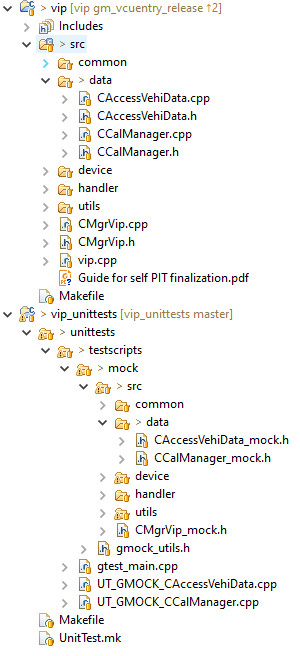 > vip [vip gm_vcuentry_release ↑2]
> Includes
> src
> common
> data
> CAccessVehiData.cpp
> CAccessVehiData.h
> CCalManager.cpp
> CCalManager.h
> device
> handler
> utils
> CMgrVip.cpp
> CMgrVip.h
> vip.cpp
Guide for self PIT finalization.pdf
Makefile
> vip_unittests [vip_unittests master]
> unittests
> testscripts
> mock
> src
> common
> data
> CAccessVehiData_mock.h
> CCalManager_mock.h
> device
> handler
> utils
> CMgrVip_mock.h
> gmock_utils.h
> gtest_main.cpp
> UT_GMOCK_CAccessVehiData.cpp
> UT_GMOCK_CCalManager.cpp
Makefile
UnitTest.mk